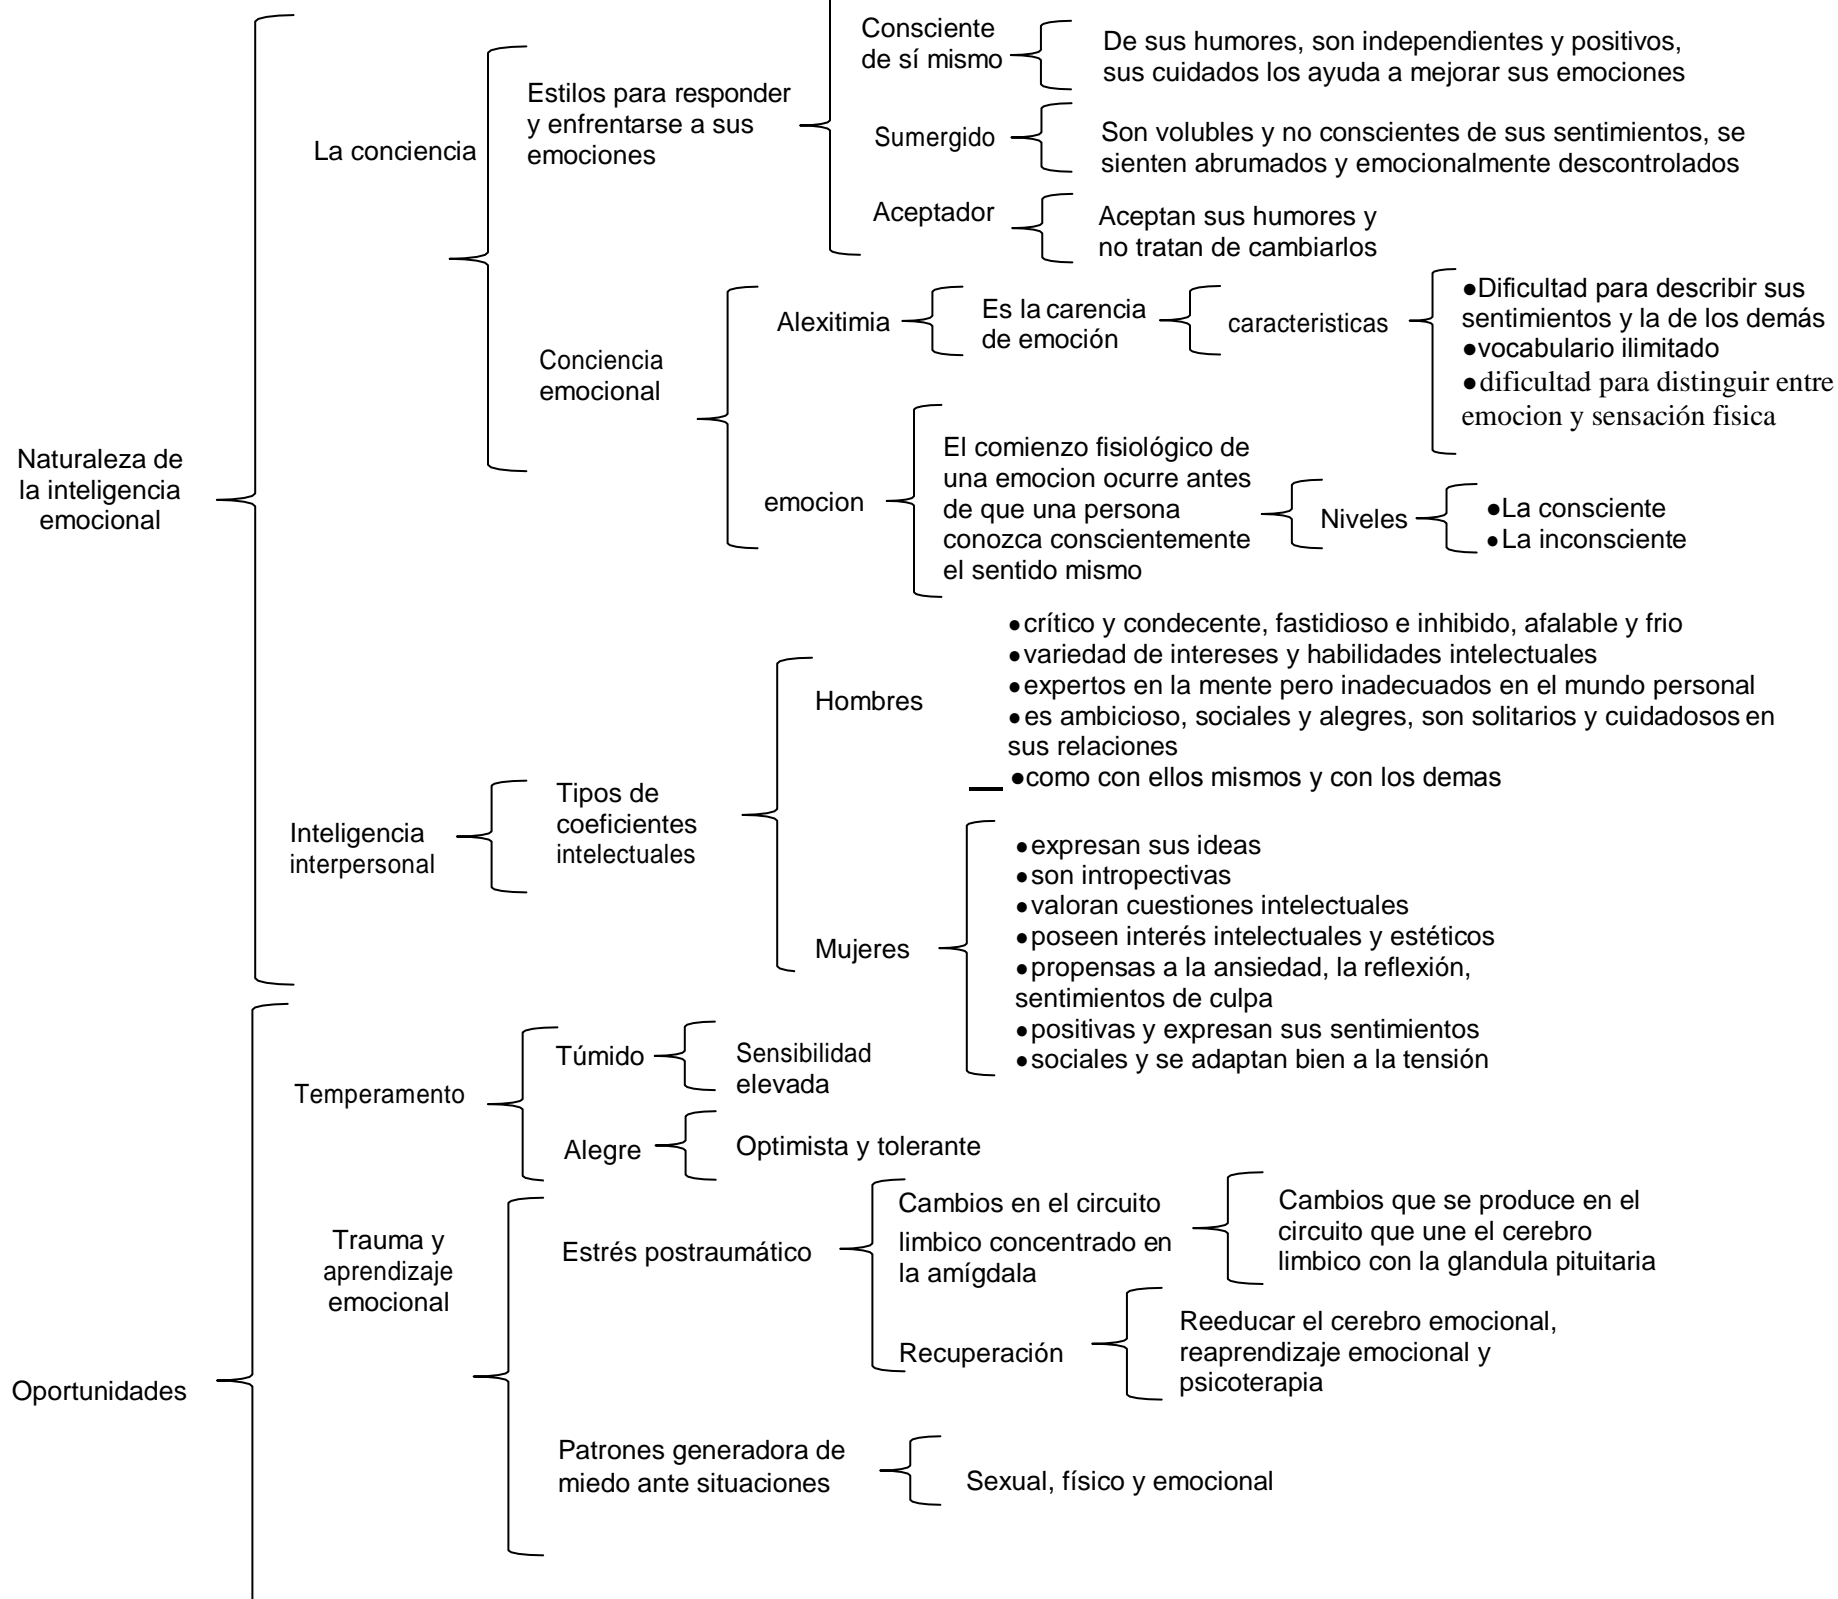 Consciente
de sí mismo
De sus humores, son independientes y positivos,
sus cuidados los ayuda a mejorar sus emociones
Estilos para responder
y enfrentarse a sus
emociones
La conciencia
Sumergido
Son volubles y no conscientes de sus sentimientos, se
sienten abrumados y emocionalmente descontrolados
Aceptador
Aceptan sus humores y
no tratan de cambiarlos
Conciencia
emocional
Alexitimia
Es la carencia
de emoción
caracteristicas
●Dificultad para describir sus
sentimientos y la de los demás
●vocabulario ilimitado
●dificultad para distinguir entre
emocion y sensación fisica
Naturaleza de
la inteligencia
emocional
emocion
El comienzo fisiológico de
una emocion ocurre antes
de que una persona
conozca conscientemente
el sentido mismo
Niveles
●La consciente
●La inconsciente
Inteligencia
interpersonal
Tipos de
coeficientes
intelectuales
Hombres
●crítico y condecente, fastidioso e inhibido, afalable y frio
●variedad de intereses y habilidades intelectuales
●expertos en la mente pero inadecuados en el mundo personal
●es ambicioso, sociales y alegres, son solitarios y cuidadosos en
sus relaciones
●como con ellos mismos y con los demas
Mujeres
●expresan sus ideas
●son intropectivas
●valoran cuestiones intelectuales
●poseen interés intelectuales y estéticos
●propensas a la ansiedad, la reflexión,
sentimientos de culpa
●positivas y expresan sus sentimientos
●sociales y se adaptan bien a la tensión
Temperamento
Túmido
Sensibilidad
elevada
Alegre
Optimista y tolerante
Trauma y
aprendizaje
emocional
Estrés postraumático
Cambios en el circuito
limbico concentrado en
la amígdala
Cambios que se produce en el
circuito que une el cerebro
limbico con la glandula pituitaria
Recuperación
Reeducar el cerebro emocional,
reaprendizaje emocional y
psicoterapia
Oportunidades
Patrones generadora de
miedo ante situaciones
Sexual, físico y emocional